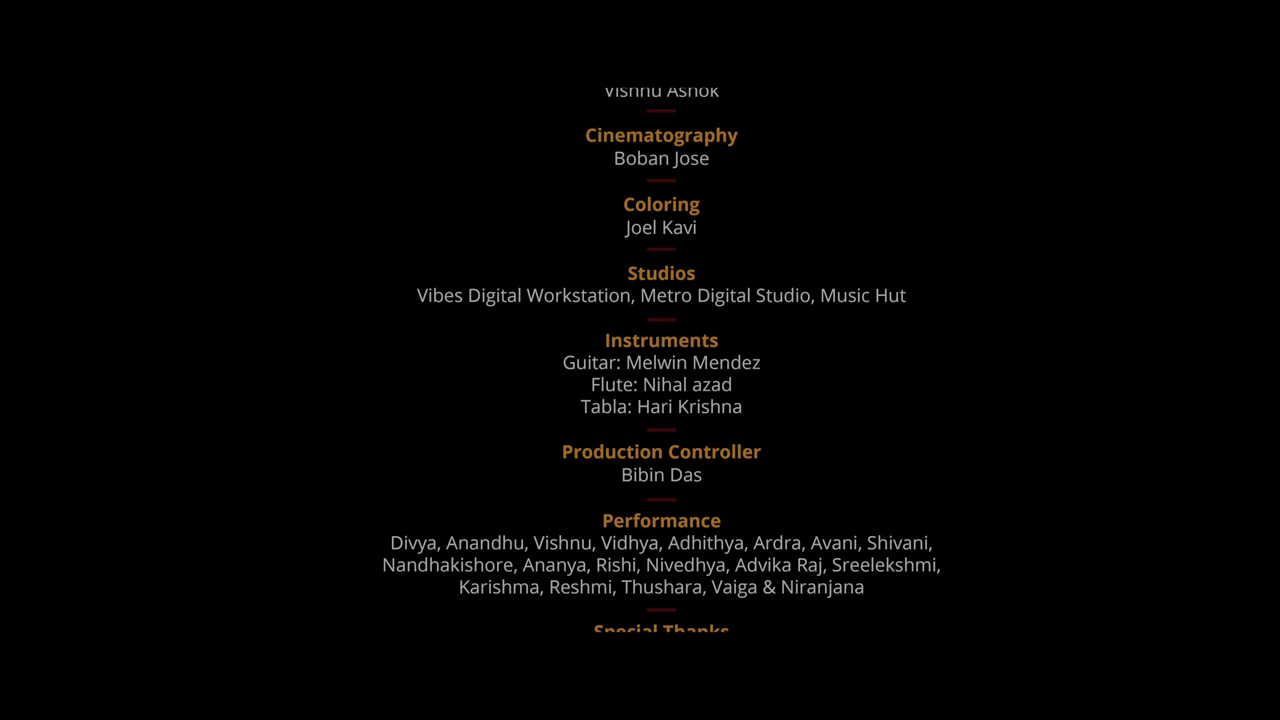 Vishnu Ashok
Cinematography
Boban Jose
Coloring
Joel Kavi
Studios
Vibes Digital Workstation, Metro Digital Studio, Music Hut
Instruments
Guitar: Melwin Mendez
Flute: Nihal azad
Tabla: Hari Krishna
Production Controller
Bibin Das
Performance
Divya, Anandhu, Vishnu, Vidhya, Adhithya, Ardra, Avani, Shivani,
Nandhakishore, Ananya, Rishi, Nivedhya, Advika Raj, Sreelekshmi,
Karishma, Reshmi, Thushara, Vaiga & Niranjana
Special Thanks